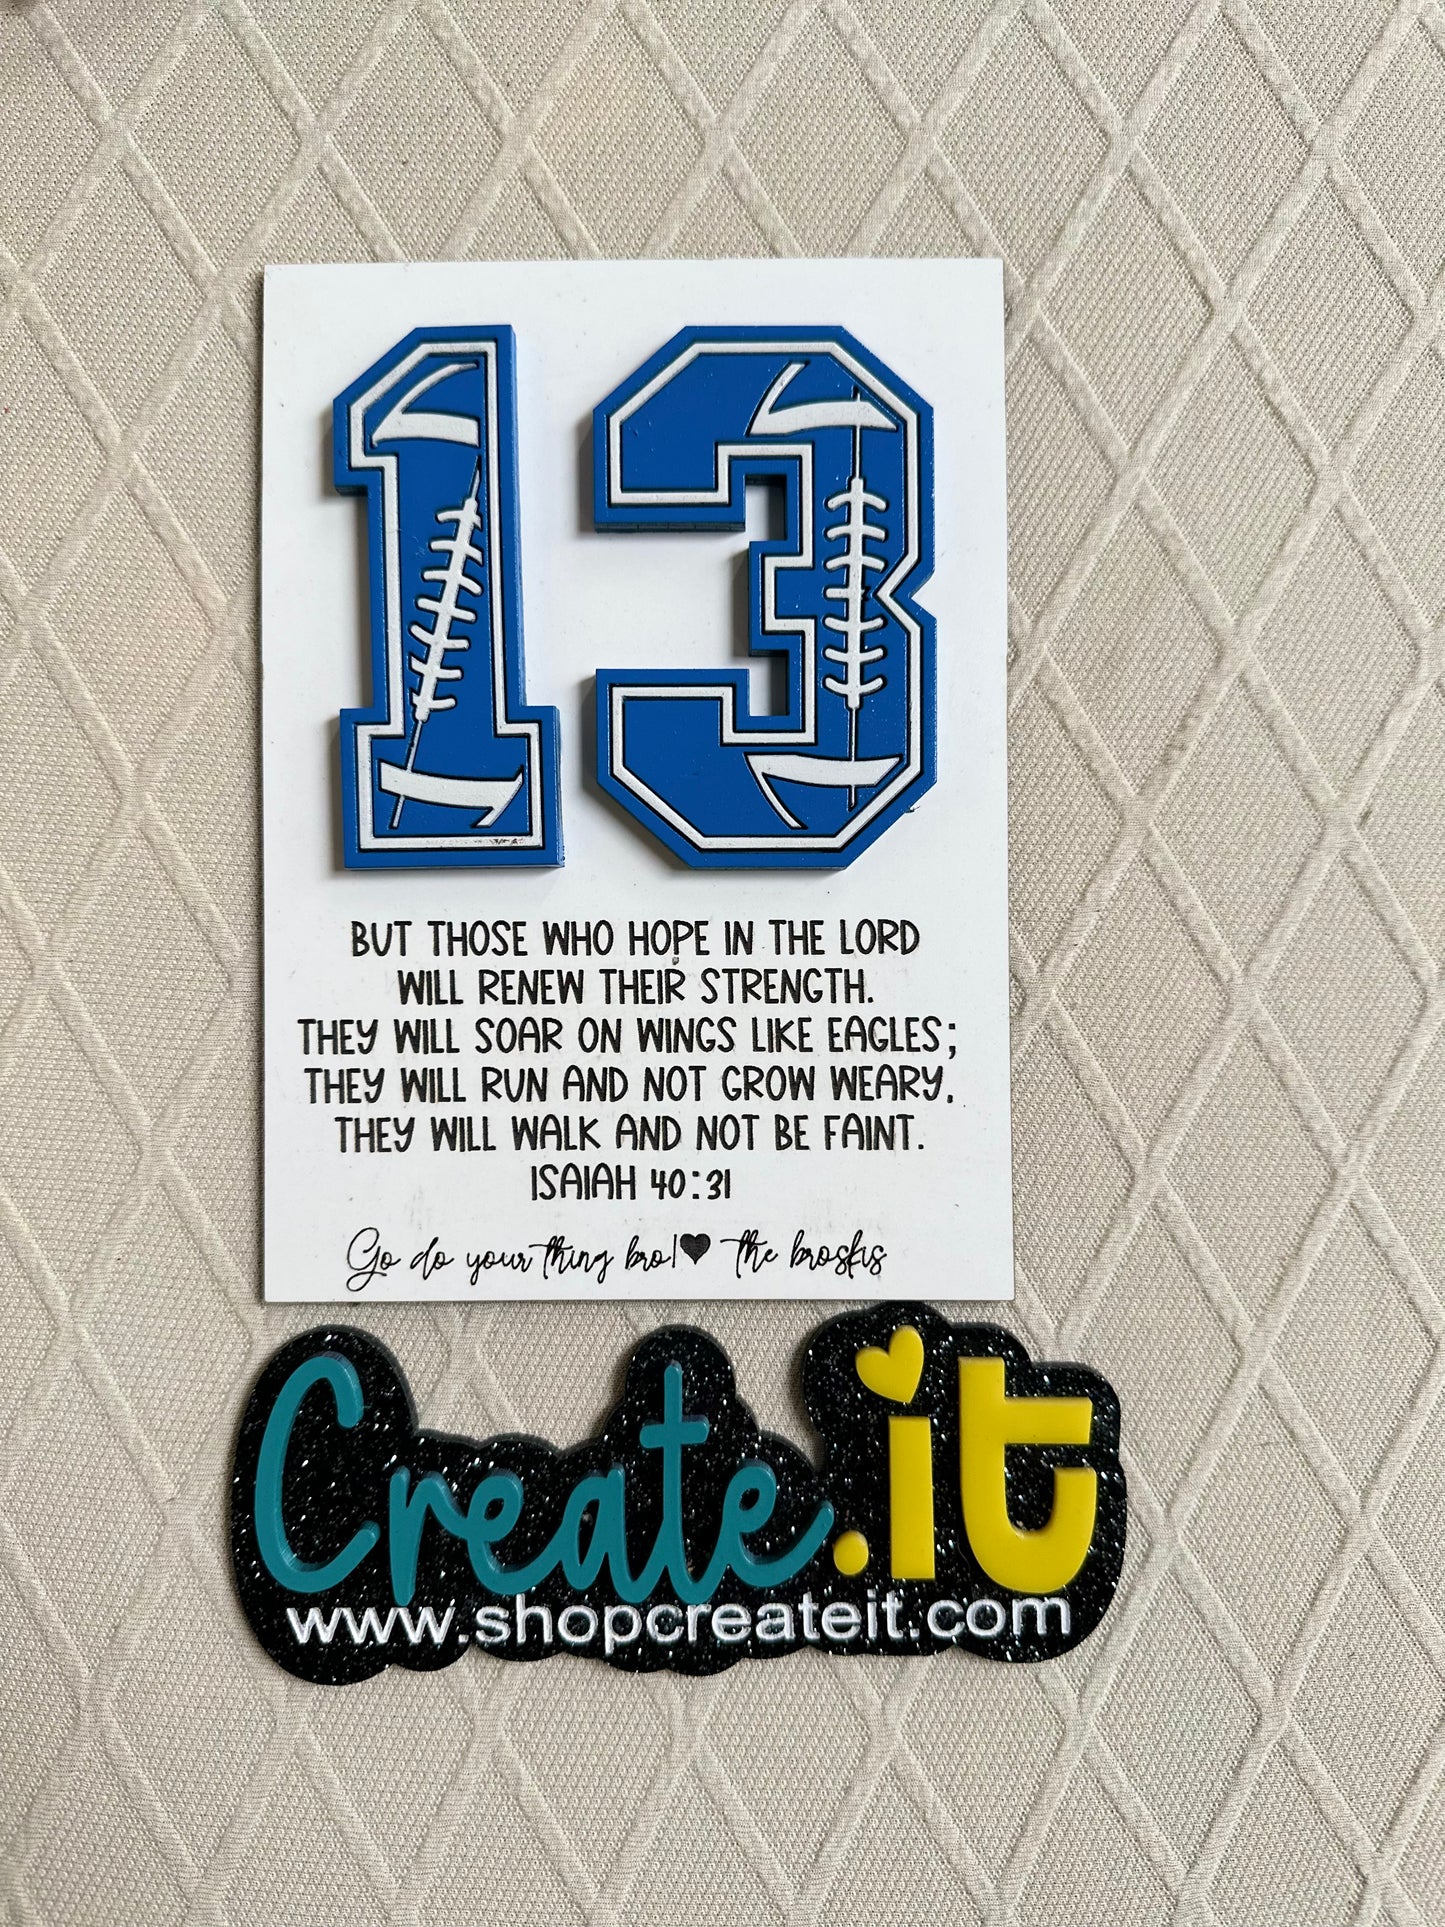 13
BUT THOSE WHO HOPE IN THE LORD
WILL RENEW THEIR STRENGTH.
THEY WILL SOAR ON WINGS LIKE EAGLES;
THEY WILL RUN AND NOT GROW WEARY,
THEY WILL WALK AND NOT BE FAINT.
ISAIAH 40:31
Go do your thing bro!♥ the broskis
Create.it
www.shopcreateit.com